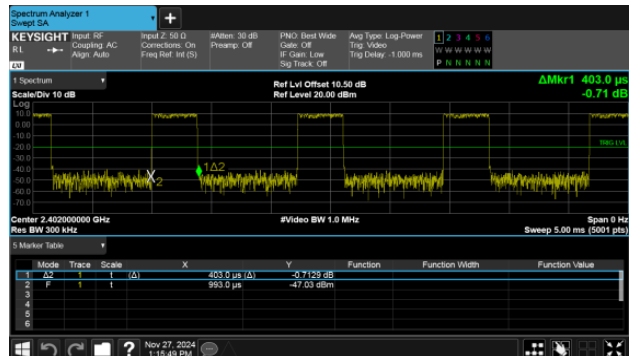 Spectrum Analyzer 1
Swept SA
+
KEYSIGHT Input: RF Input Z: 50 Ω #Atten: 30 dB PNO: Best Wide Avg Type: Log-Power 1 2 3 4 5 6
RL Coupling: AC Corrections: On Preamp: Off Gate: Off Trig: Video W W W W W W
Align: Auto Freq Ref: Int (S) IF Gain: Low Trig Delay: -1.000 ms
LXI Sig Track: Off P N N N N N
1 Spectrum Ref Lvl Offset 10.50 dB ΔMkr1 403.0 µs
Scale/Div 10 dB Ref Level 20.00 dBm -0.71 dB
Log
10.0
0.00
-10.0
-20.0 TRIG LVL
-30.0
-40.0 1Δ2
-50.0 X2
-60.0
-70.0
Center 2.402000000 GHz #Video BW 1.0 MHz Span 0 Hz
Res BW 300 kHz Sweep 5.00 ms (5001 pts)
5 Marker Table
Mode Trace Scale X Y Function Function Width Function Value
1 Δ2 1 t (Δ) 403.0 µs (Δ) -0.7129 dB
2 F 1 t 993.0 µs -47.03 dBm
3
4
5
6
? Nov 27, 2024
1:15:49 PM